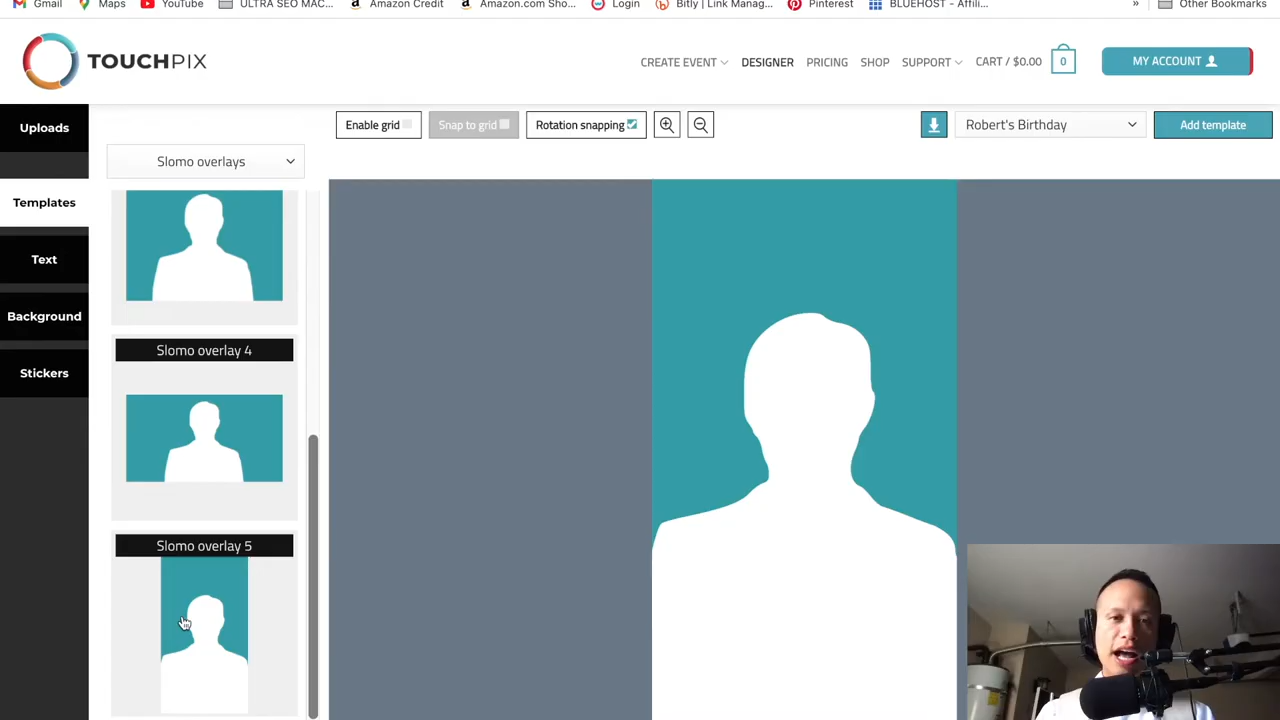 Gmail
Maps
YouTube
ULTRA SEO MAC...
Amazon Credit
Amazon.com Sho...
Login
Bitly | Link Manag...
Pinterest
BLUEHOST - Affili...
»
Other Bookmarks
TOUCHPIX
CREATE EVENT
DESIGNER
PRICING
SHOP
SUPPORT
CART / $0.00
0
MY ACCOUNT
Uploads
Templates
Text
Background
Stickers
Enable grid
Snap to grid
Rotation snapping
Robert's Birthday
Add template
Slomo overlays
Slomo overlay 4
Slomo overlay 5